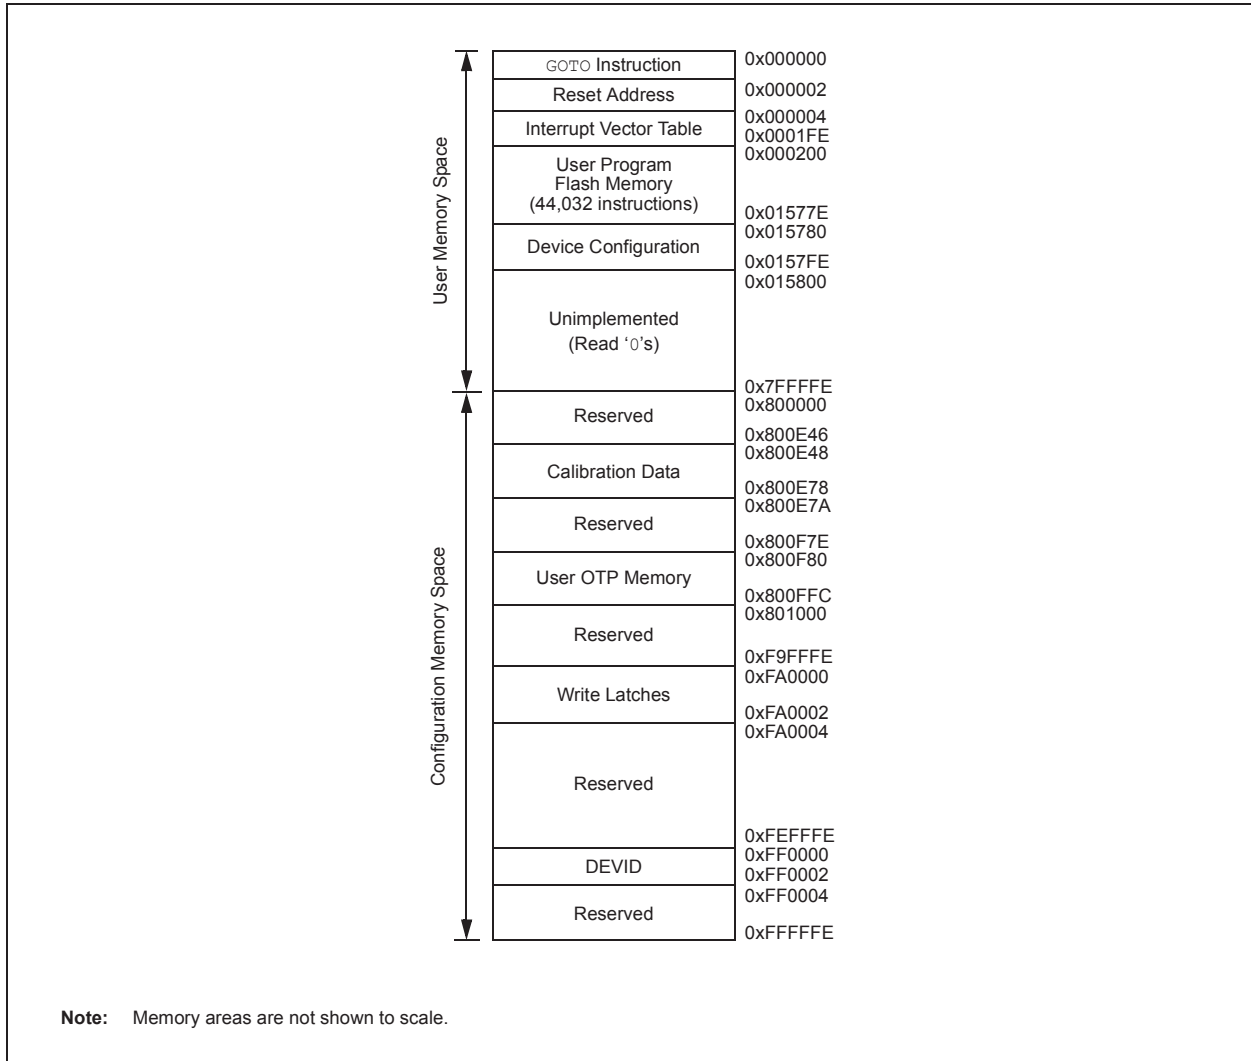 GOTO Instruction 0x000000
Reset Address 0x000002
0x000004
Interrupt Vector Table
0x0001FE
0x000200
User Program
Flash Memory
(44,032 instructions)
0x01577E
0x015780
Device Configuration
0x0157FE
0x015800
User Memory Space
Unimplemented
(Read ‘0’s)
0x7FFFFE
0x800000
Reserved
0x800E46
0x800E48
Calibration Data
0x800E78
0x800E7A
Reserved
0x800F7E
0x800F80
User OTP Memory
0x800FFC
0x801000
Reserved
0xF9FFFE
0xFA0000
Configuration Memory Space
Write Latches
0xFA0002
0xFA0004
Reserved
0xFEFFFE
0xFF0000
DEVID
0xFF0002
0xFF0004
Reserved
0xFFFFFE
Note: Memory areas are not shown to scale.